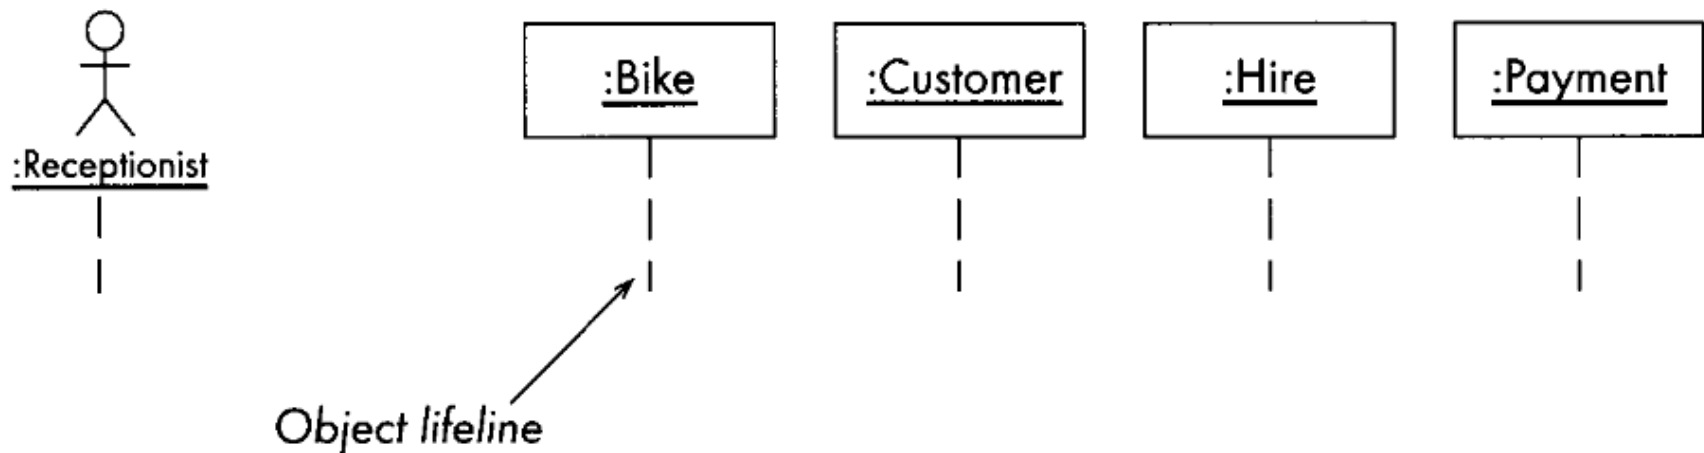 :Bike
:Customer
:Hire
:Payment
:Receptionist
Object lifeline